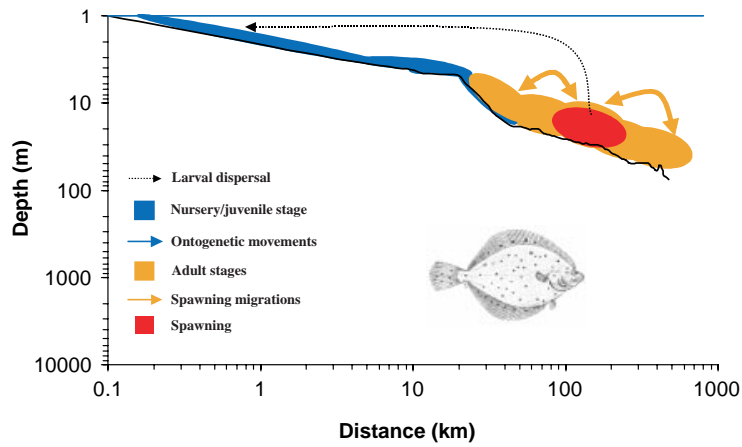 1
10
100
1000
10000
Depth (m)
Larval dispersal
Nursery/juvenile stage
Ontogenetic movements
Adult stages
Spawning migrations
Spawning
0.1 1 10 100 1000
Distance (km)